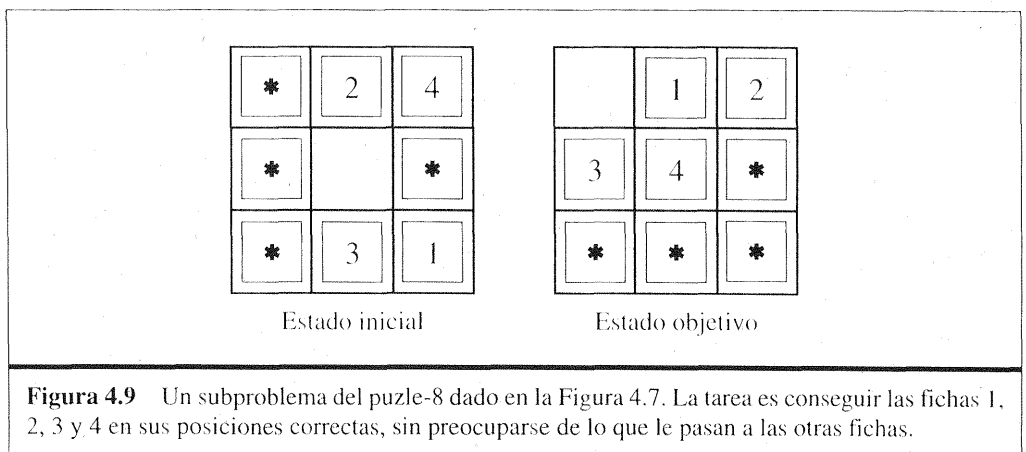 * 2 4 1 2
* * 3 4 *
* 3 1 * * *
Estado inicial Estado objetivo
Figura 4.9 Un subproblema del puzle-8 dado en la Figura 4.7. La tarea es conseguir las fichas 1,
2, 3 y 4 en sus posiciones correctas, sin preocuparse de lo que le pasan a las otras fichas.